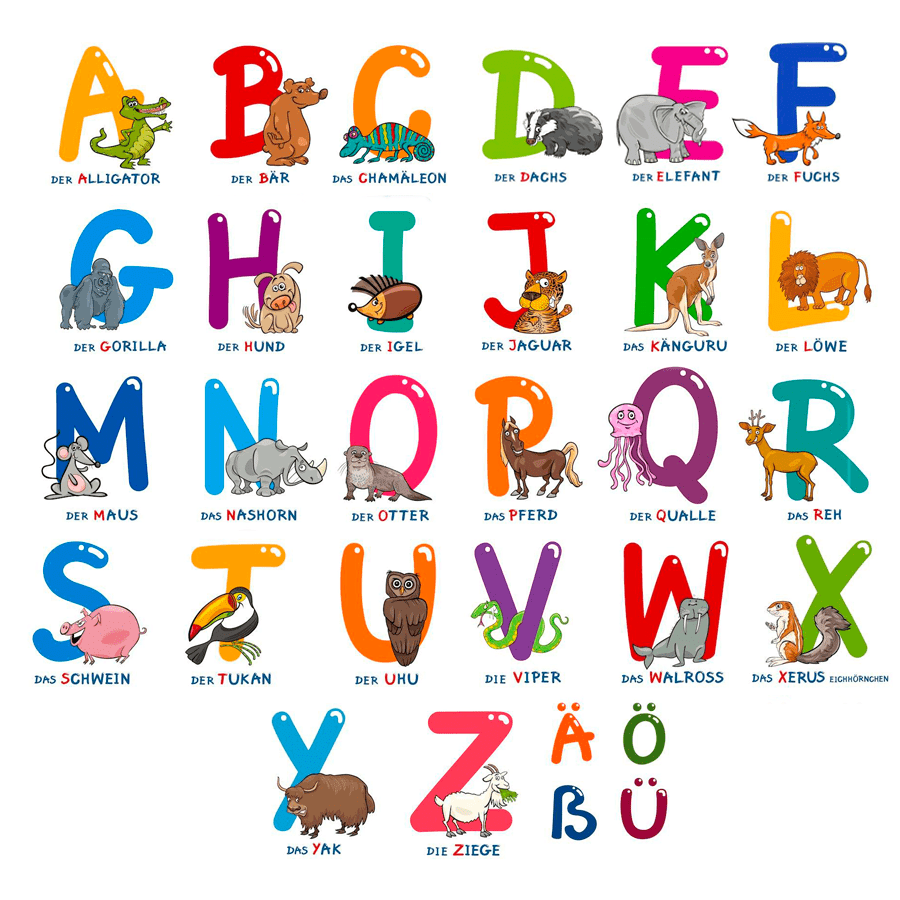 A B C D E F
DER ALLIGATOR DER BÄR DAS CHAMÄLEON DER DACHS DER ELEFANT DER FUCHS
G H I J K L
DER GORILLA DER HUND DER IGEL DER JAGUAR DAS KÄNGURU DER LÖWE
M N O P Q R
DER MAUS DAS NASHORN DER OTTER DAS PFERD DER QUALLE DAS REH
S T U V W X
DAS SCHWEIN DER TUKAN DER UHU DIE VIPER DAS WALROSS DAS XERUS EICHHÖRNCHEN
Y Z Ä Ö
ß Ü
DAS YAK DIE ZIEGE